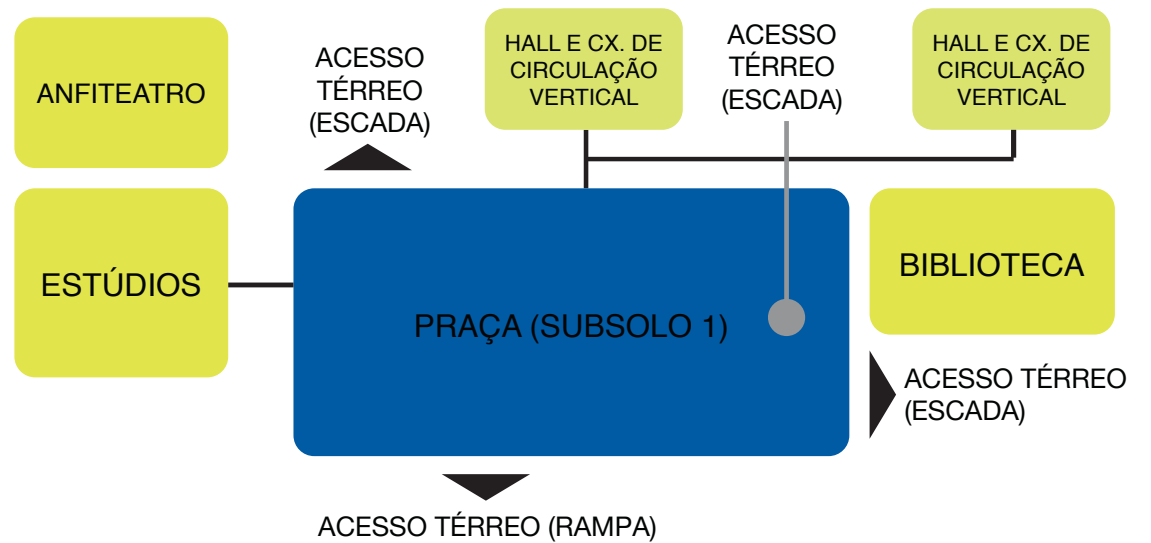 ANFITEATRO
ACESSO
TÉRREO
(ESCADA)
HALL E CX. DE
CIRCULAÇÃO
VERTICAL
ACESSO
TÉRREO
(ESCADA)
HALL E CX. DE
CIRCULAÇÃO
VERTICAL
ESTÚDIOS
PRAÇA (SUBSOLO 1)
BIBLIOTECA
ACESSO TÉRREO
(ESCADA)
ACESSO TÉRREO (RAMPA)